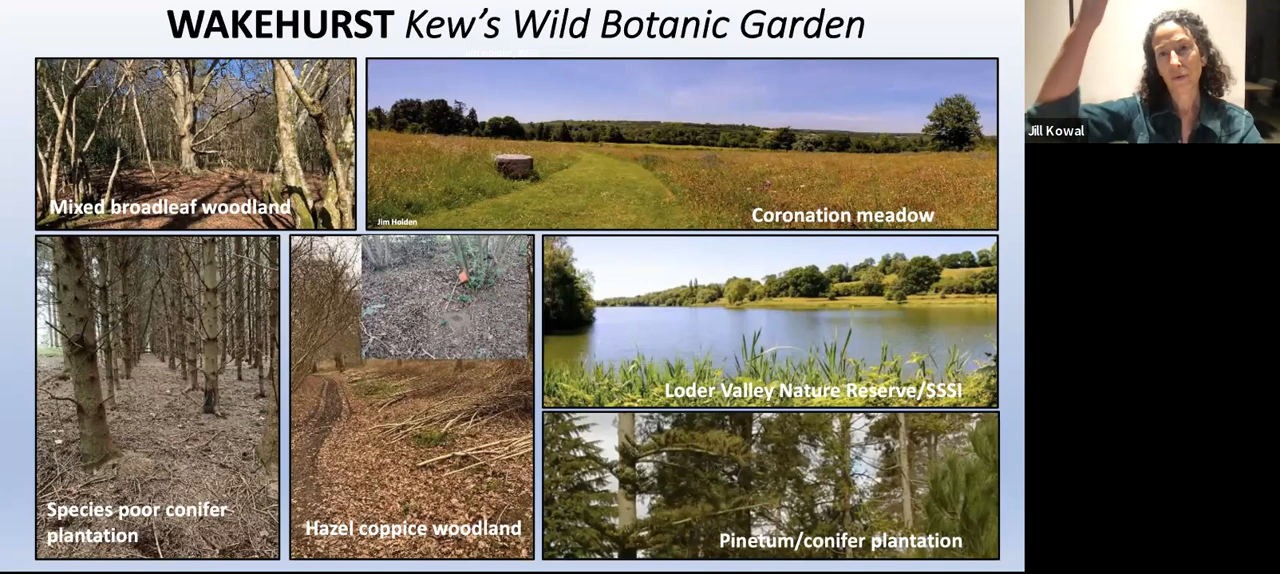 WAKEHURST Kew's Wild Botanic Garden
Mixed broadleaf woodland
Jim Holden
Coronation meadow
Jill Kowal
Species poor conifer
plantation
Hazel coppice woodland
Loder Valley Nature Reserve/SSSI
Pinetum/conifer plantation